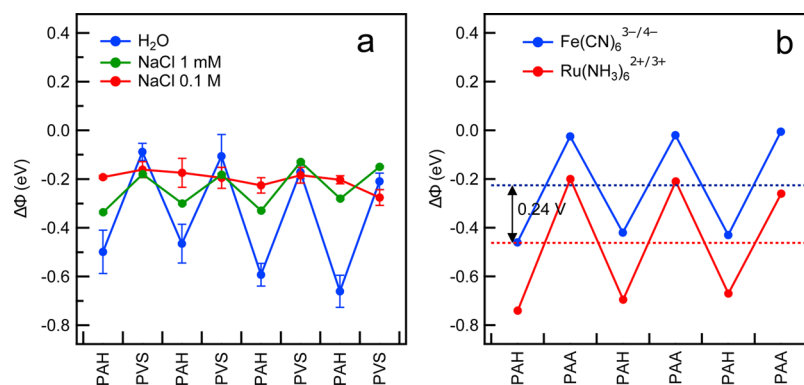 a
H₂O
NaCl 1 mM
NaCl 0.1 M
ΔΦ (eV)
0.4
0.2
0.0
-0.2
-0.4
-0.6
-0.8
PAH
PVS
PAH
PVS
PAH
PVS
PAH
PVS
b
Fe(CN)₆ ³⁻/⁴⁻
Ru(NH₃)₆ ²⁺/³⁺
ΔΦ (eV)
0.4
0.2
0.0
-0.2
-0.4
-0.6
-0.8
0.24 V
PAH
PAA
PAH
PAA
PAH
PAA